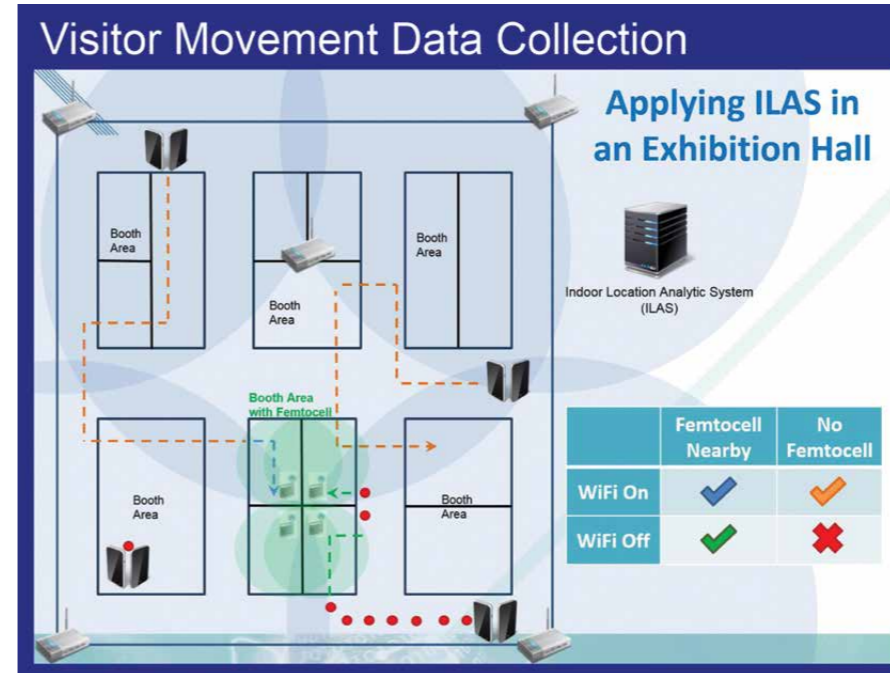 Visitor Movement Data Collection
Applying ILAS in
an Exhibition Hall
Indoor Location Analytic System
(ILAS)
Booth
Area
Booth
Area
Booth
Area
Booth Area
with Femtocell
Booth
Area
Booth
Area
Femtocell
Nearby
No
Femtocell
WiFi On
WiFi Off